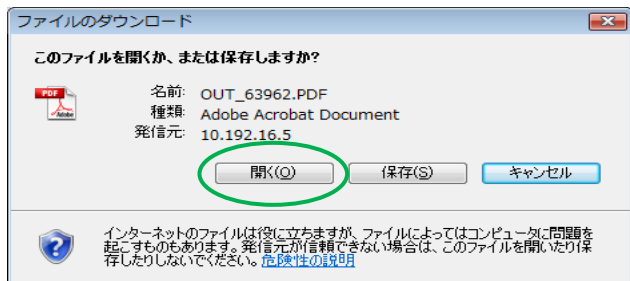 ファイルのダウンロード
このファイルを開くか、または保存しますか?
PDF
Adobe
名前: OUT_63962.PDF
種類: Adobe Acrobat Document
発信元: 10.192.16.5
開く(O) 保存(S) キャンセル
インターネットのファイルは役に立ちますが、ファイルによってはコンピュータに問題を
起こすものもあります。発信元が信頼できない場合は、このファイルを開いたり保
存したりしないでください。危険性の説明